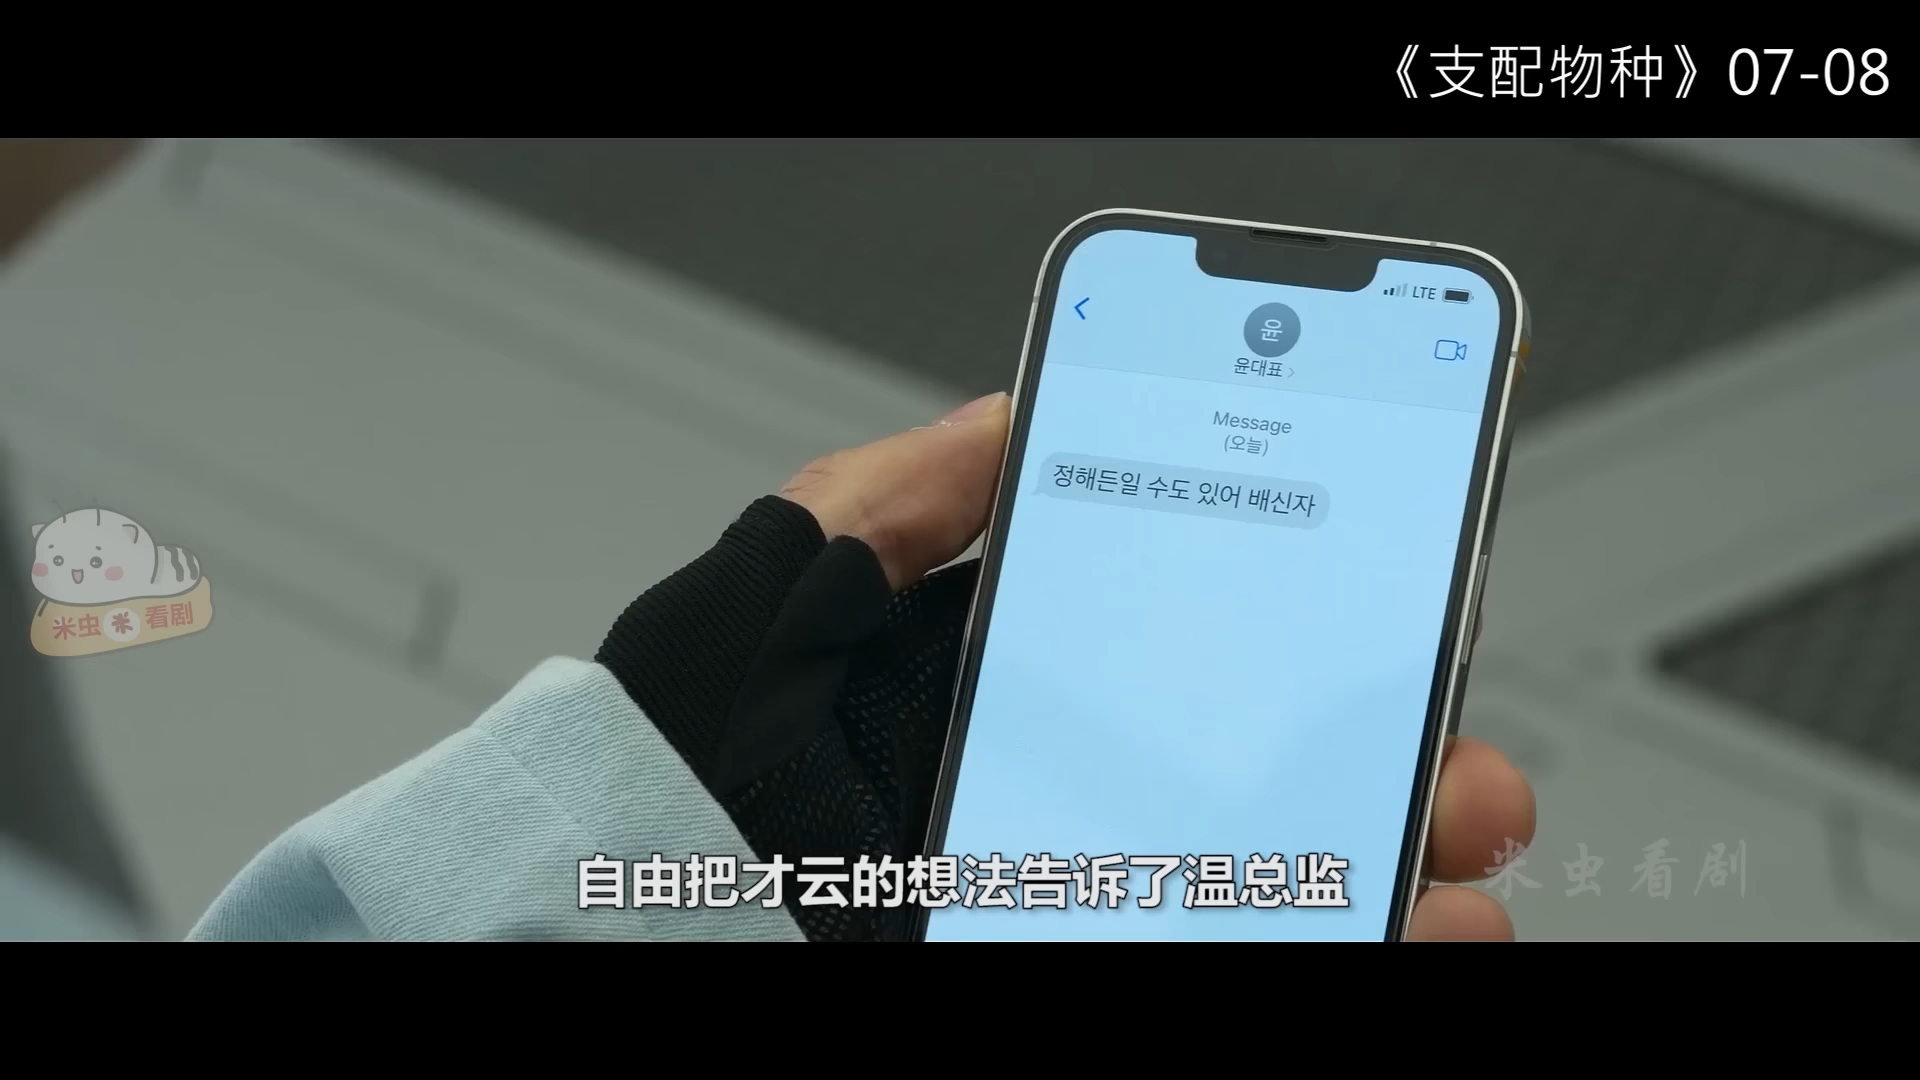 《支配物种》07-08
LTE
윤
윤대표
Message
(오늘)
정해든일 수도 있어 배신자
米虫米看剧
自由把才云的想法告诉了温总监
米虫看剧